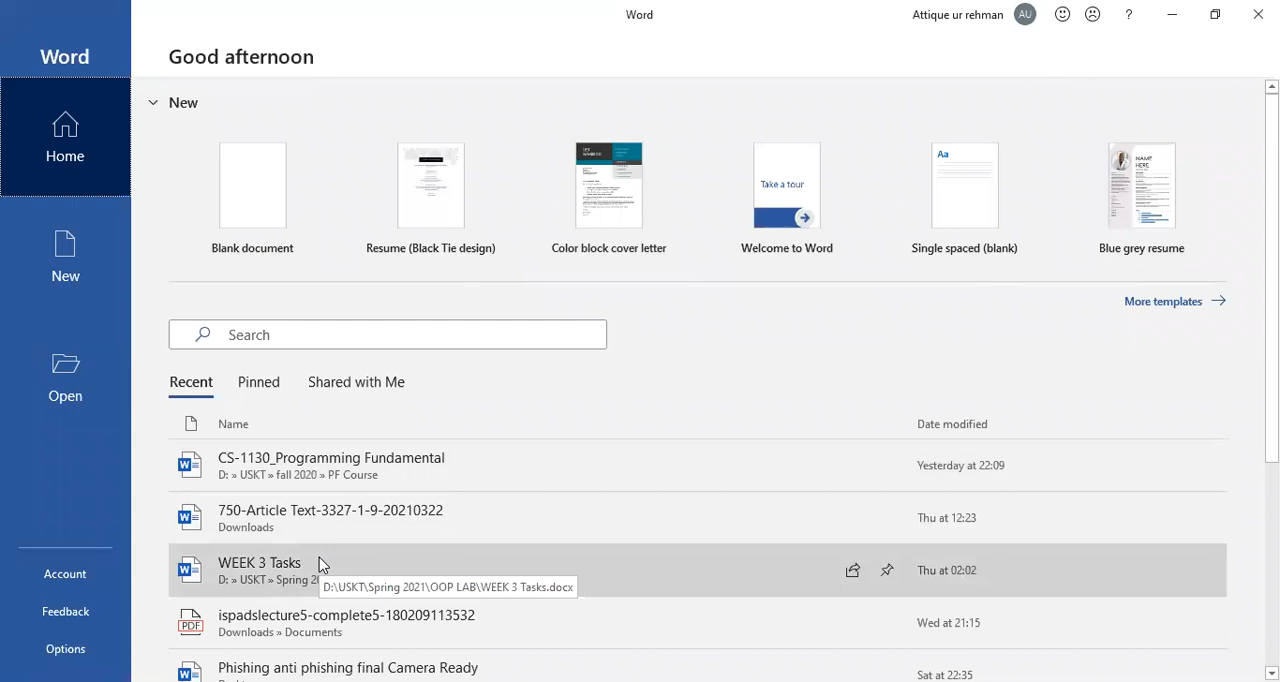 Word
Attique ur rehman
AU
?
Word
Good afternoon
Home
New
Open
Account
Feedback
Options
New
Aa
Take a tour
NAME HERE
Blank document
Resume (Black Tie design)
Color block cover letter
Welcome to Word
Single spaced (blank)
Blue grey resume
More templates
Search
Recent
Pinned
Shared with Me
Name
Date modified
CS-1130_Programming Fundamental
D: » USKT » fall 2020 » PF Course
Yesterday at 22:09
750-Article Text-3327-1-9-20210322
Downloads
Thu at 12:23
WEEK 3 Tasks
D: » USKT » Spring 20
D:\USKT\Spring 2021\OOP LAB\WEEK 3 Tasks.docx
Thu at 02:02
PDF
ispadslecture5-complete5-180209113532
Downloads » Documents
Wed at 21:15
Phishing anti phishing final Camera Ready
Sat at 22:35